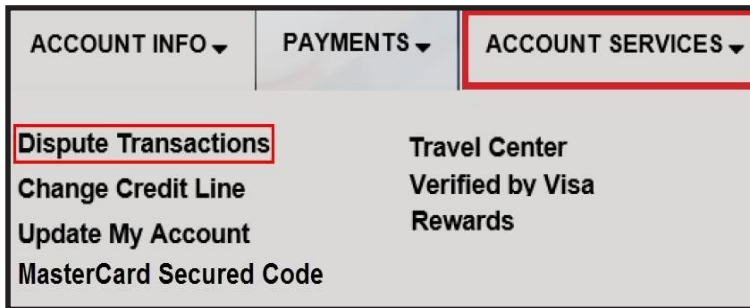 ACCOUNT INFO
PAYMENTS
ACCOUNT SERVICES
Dispute Transactions
Change Credit Line
Update My Account
MasterCard Secured Code
Travel Center
Verified by Visa
Rewards